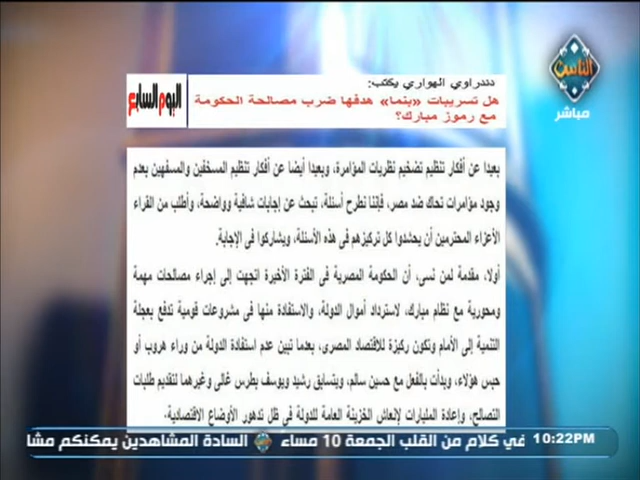 الناس
مباشر
اليوم السابع
دندراوي الهواري يكتب:
هل تسريبات «بنما» هدفها ضرب مصالحة الحكومة
مع رموز مبارك؟
بعيدا عن أفكار تنظيم تضخيم نظريات المؤامرة، وبعيدا أيضا عن أفكار تنظيم المسخفين والمسفهين بعدم
وجود مؤامرات تحاك ضد مصر، فإننا نطرح أسئلة، تبحث عن إجابات شافية وواضحة، وأطلب من القراء
الأعزاء المحترمين أن يحشدوا كل تركيزهم فى هذه الأسئلة، ويشاركوا فى الإجابة.
أولا، مقدمة لمن نسى، أن الحكومة المصرية فى الفترة الأخيرة اتجهت إلى إجراء مصالحات مهمة
ومحورية مع نظام مبارك، لاسترداد أموال الدولة، والاستفادة منها فى مشروعات قومية تدفع بعجلة
التنمية إلى الأمام وتكون ركيزة للاقتصاد المصرى، بعدما تبين عدم استفادة الدولة من وراء هروب أو
حبس هؤلاء، وبدأت بالفعل مع حسين سالم، ويتسابق رشيد ويوسف بطرس غالى وغيرهما لتقديم طلبات
التصالح، وإعادة المليارات لإنعاش الخزينة العامة للدولة فى ظل تدهور الأوضاع الاقتصادية.
10:22PM في كلام من القلب الجمعة 10 مساء السادة المشاهدين يمكنكم مشا